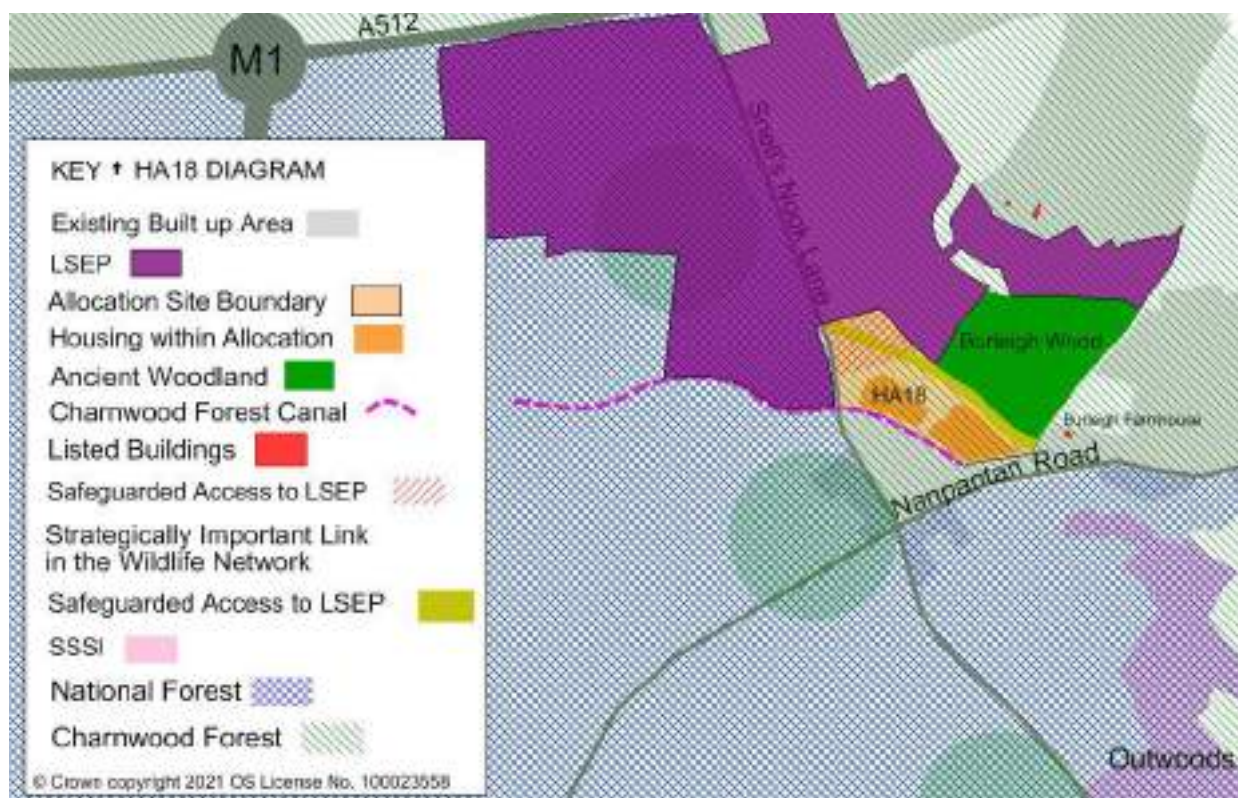 A512
M1
Snell's Nook Lane
KEY † HA18 DIAGRAM
Existing Built up Area
LSEP
Allocation Site Boundary
Housing within Allocation
Ancient Woodland
Charnwood Forest Canal
Listed Buildings
Safeguarded Access to LSEP
Strategically Important Link
in the Wildlife Network
Safeguarded Access to LSEP
SSSI
National Forest
Charnwood Forest
© Crown copyright 2021 OS License No. 100023558
Burleigh Wood
HA18
Burleigh Farmhouse
Nanpantan Road
Outwoods